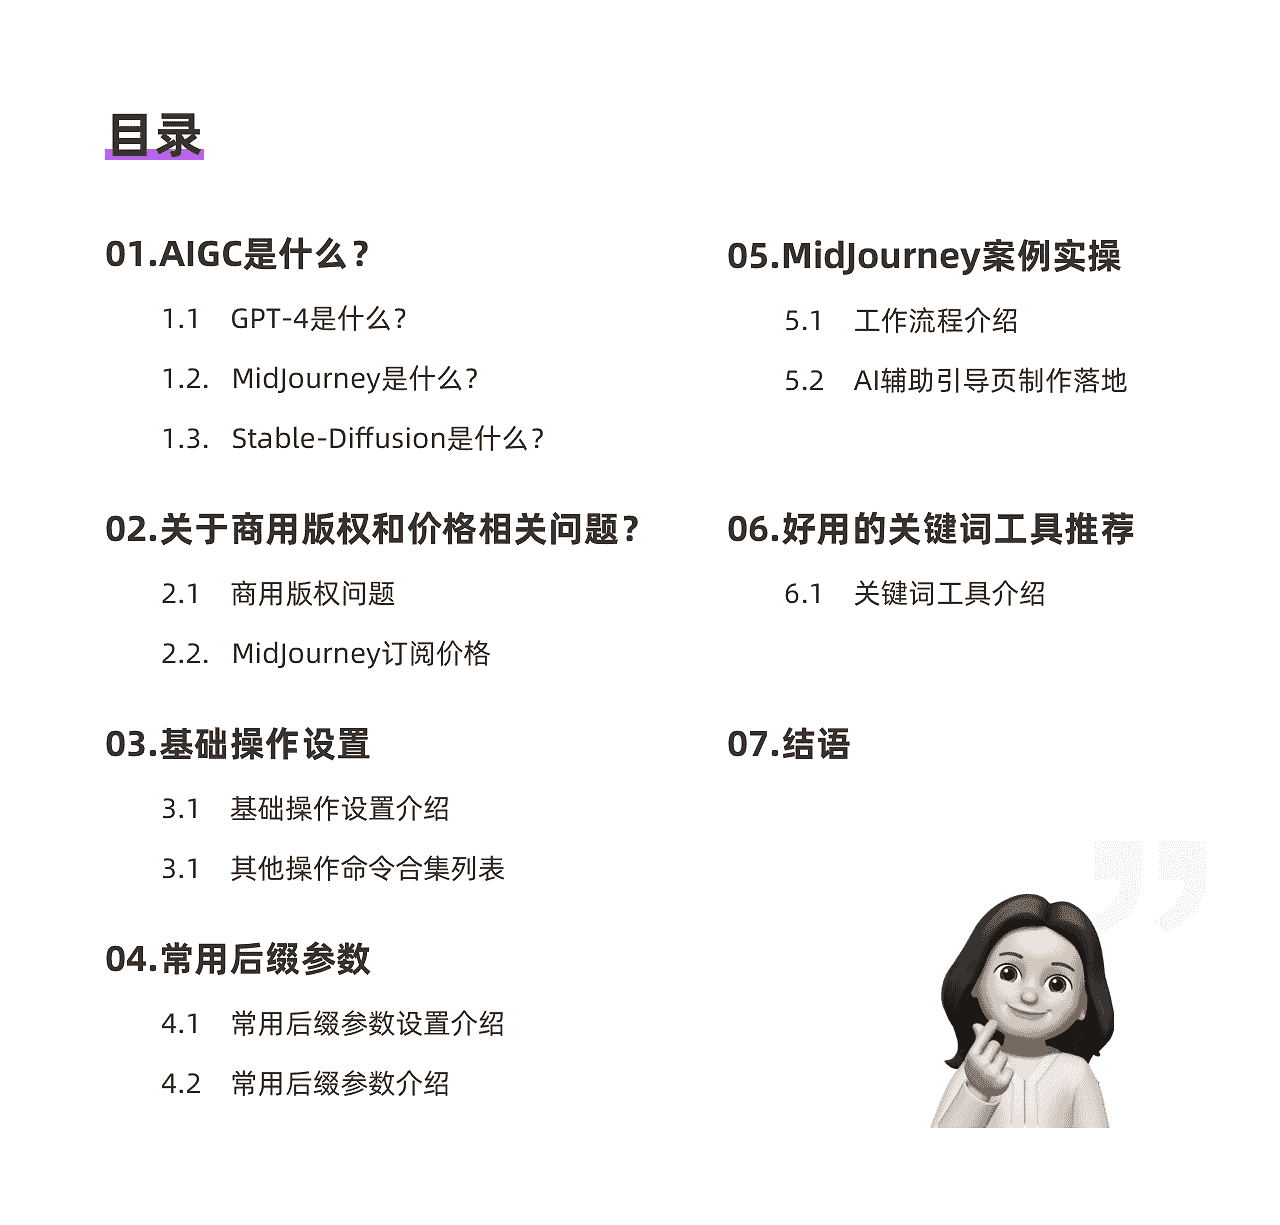 目录
01.AIGC是什么？
1.1 GPT-4是什么？
1.2. MidJourney是什么？
1.3. Stable-Diffusion是什么？
02.关于商用版权和价格相关问题？
2.1 商用版权问题
2.2. MidJourney订阅价格
03.基础操作设置
3.1 基础操作设置介绍
3.1 其他操作命令合集列表
04.常用后缀参数
4.1 常用后缀参数设置介绍
4.2 常用后缀参数介绍
05.MidJourney案例实操
5.1 工作流程介绍
5.2 AI辅助引导页制作落地
06.好用的关键词工具推荐
6.1 关键词工具介绍
07.结语